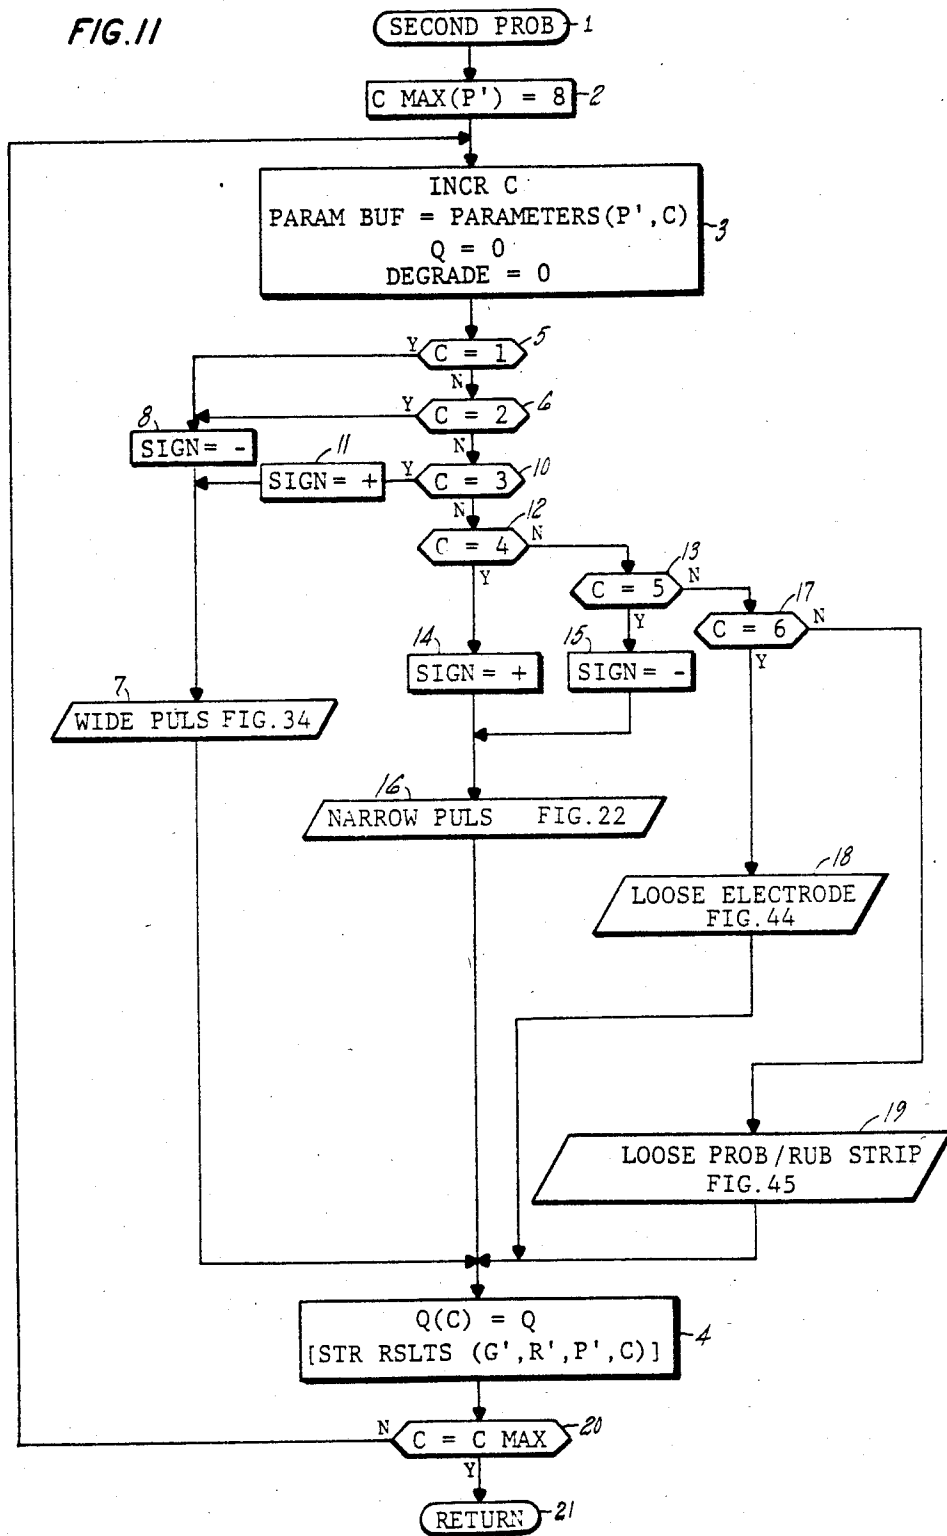 FIG.11
SECOND PROB
1
C MAX(P') = 8
2
INCR C
PARAM BUF = PARAMETERS(P',C)
Q = 0
DEGRADE = 0
3
Y
C = 1
5
N
Y
C = 2
6
N
8
SIGN= -
11
SIGN= +
Y
C = 3
10
N
C = 4
12
N
Y
C = 5
13
N
Y
C = 6
17
N
Y
14
SIGN= +
15
SIGN= -
7
WIDE PULS FIG.34
16
NARROW PULS FIG.22
18
LOOSE ELECTRODE
FIG.44
19
LOOSE PROB/RUB STRIP
FIG.45
Q(C) = Q
[STR RSLTS (G',R',P',C)]
4
N
C = C MAX
20
Y
RETURN
21